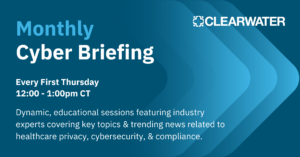 CLEARWATER
Monthly
Cyber Briefing
Every First Thursday
12:00 - 1:00pm CT
Dynamic, educational sessions featuring industry
experts covering key topics & trending news related to
healthcare privacy, cybersecurity, & compliance.